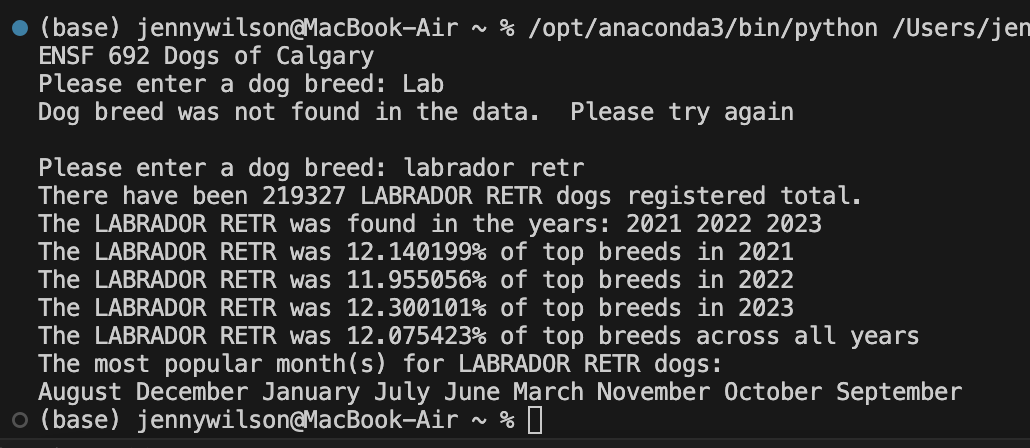 (base) jennywilson@MacBook-Air ~ % /opt/anaconda3/bin/python /Users/jen
ENSF 692 Dogs of Calgary
Please enter a dog breed: Lab
Dog breed was not found in the data.  Please try again
Please enter a dog breed: labrador retr
There have been 219327 LABRADOR RETR dogs registered total.
The LABRADOR RETR was found in the years: 2021 2022 2023
The LABRADOR RETR was 12.140199% of top breeds in 2021
The LABRADOR RETR was 11.955056% of top breeds in 2022
The LABRADOR RETR was 12.300101% of top breeds in 2023
The LABRADOR RETR was 12.075423% of top breeds across all years
The most popular month(s) for LABRADOR RETR dogs:
August December January July June March November October September
(base) jennywilson@MacBook-Air ~ %